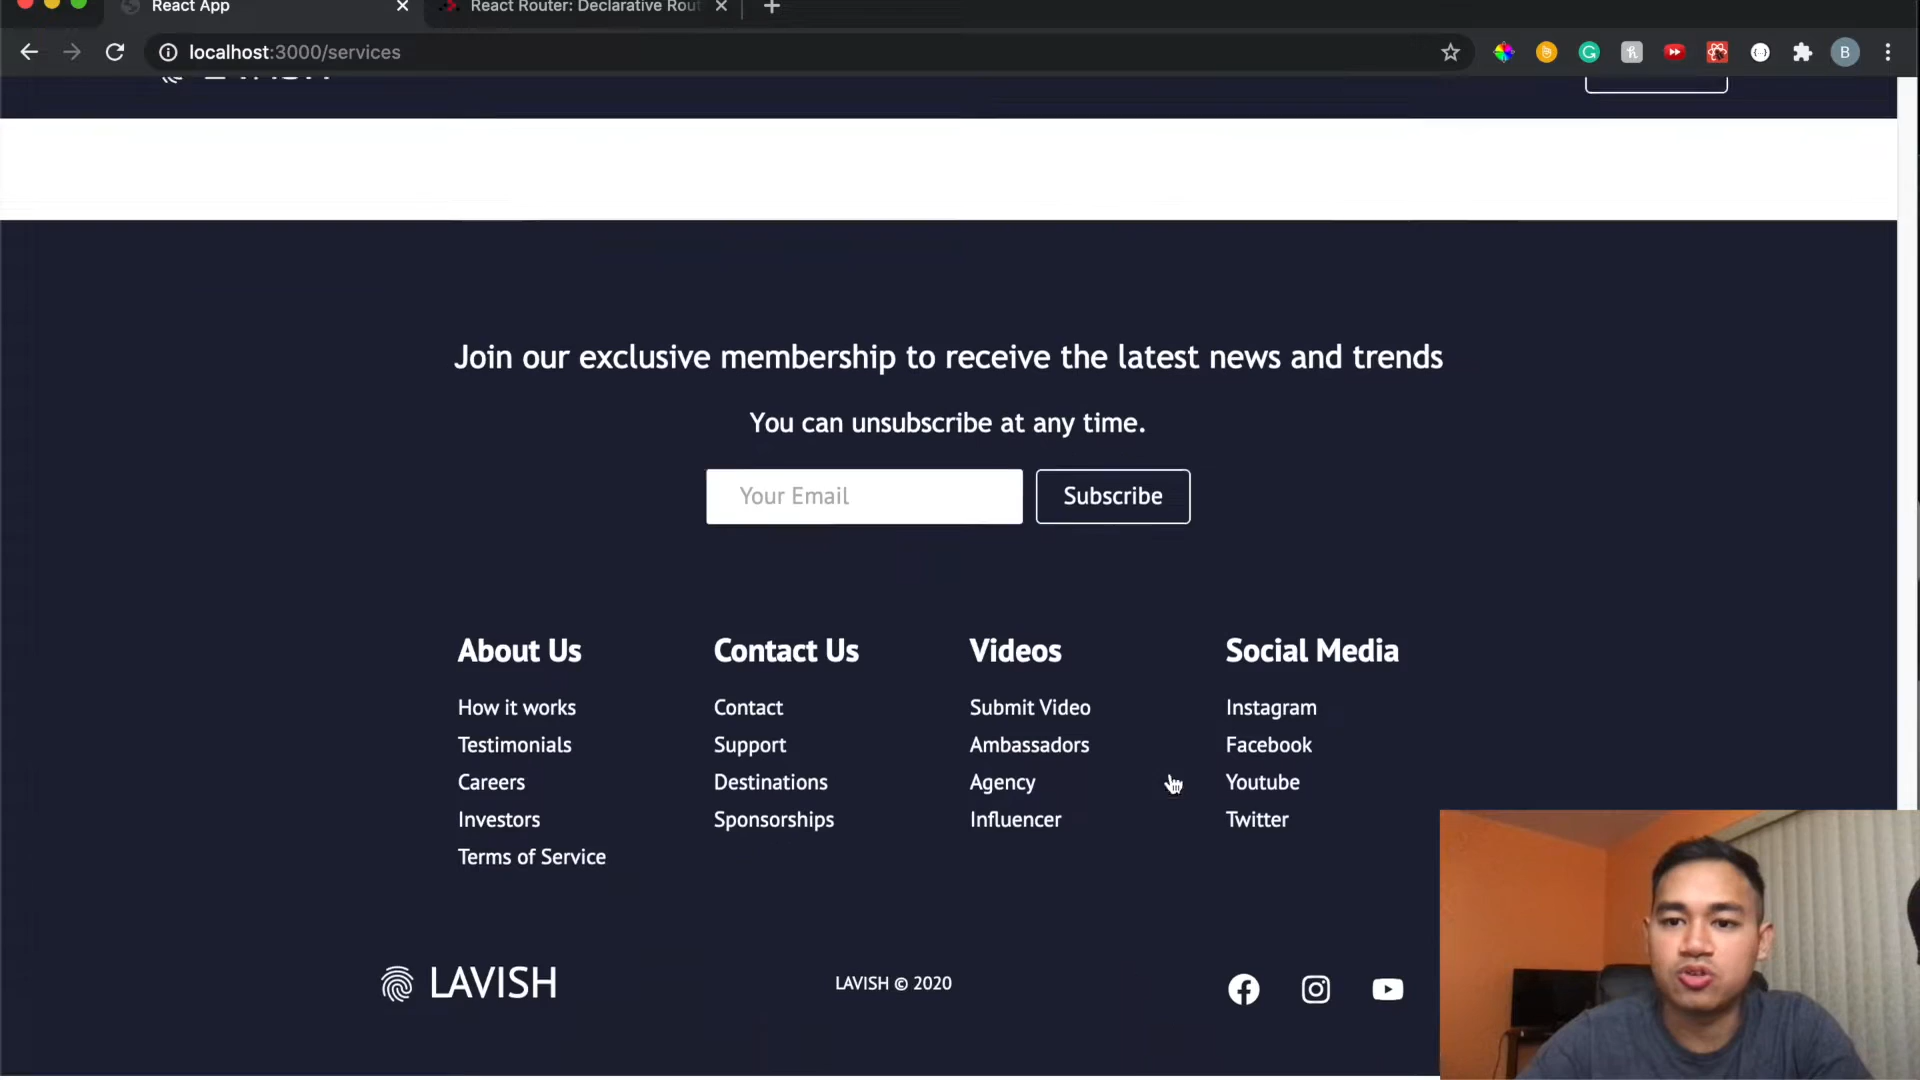 React App
React Router: Declarative Rout
localhost:3000/services
B
LAVISH
Join our exclusive membership to receive the latest news and trends
You can unsubscribe at any time.
Your Email
Subscribe
About Us
How it works
Testimonials
Careers
Investors
Terms of Service
Contact Us
Contact
Support
Destinations
Sponsorships
Videos
Submit Video
Ambassadors
Agency
Influencer
Social Media
Instagram
Facebook
Youtube
Twitter
LAVISH
LAVISH © 2020